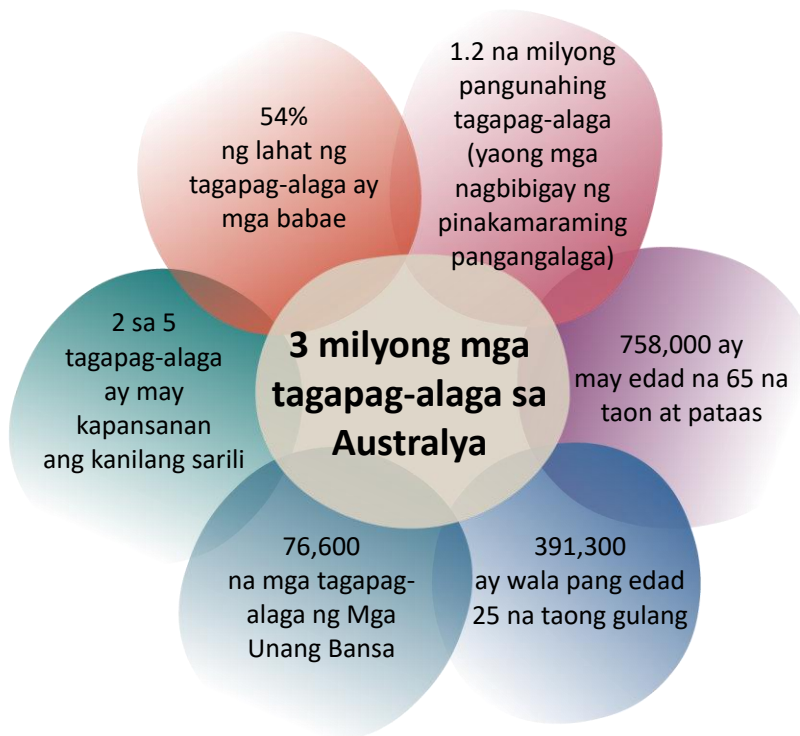 3 milyong mga
tagapag-alaga sa
Australya
1.2 na milyong
pangunahing
tagapag-alaga
(yaong mga
nagbibigay ng
pinakamaraming
pangangalaga)
758,000 ay
may edad na 65 na
taon at pataas
391,300
ay wala pang edad
25 na taong gulang
76,600
na mga tagapag-
alaga ng Mga
Unang Bansa
2 sa 5
tagapag-alaga
ay may
kapansanan
ang kanilang sarili
54%
ng lahat ng
tagapag-alaga ay
mga babae